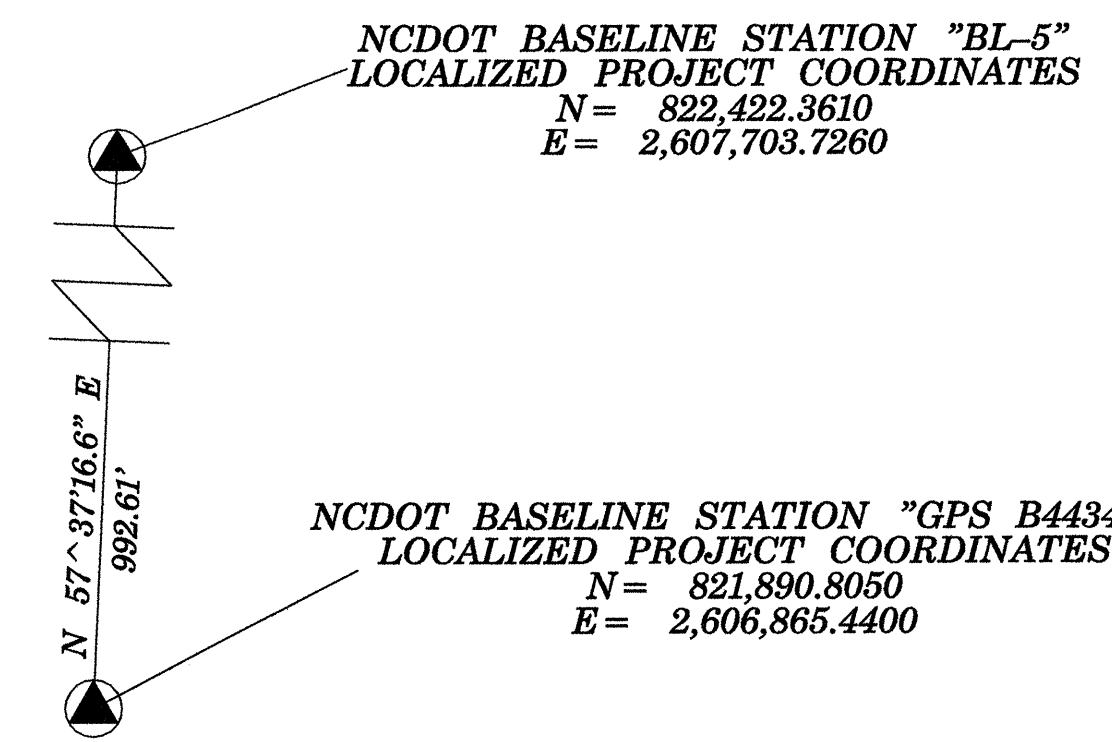 NCDOT BASELINE STATION "BL-5"
LOCALIZED PROJECT COORDINATES
N= 822,422.3610
E= 2,607,703.7260
N 57^37'16.6" E
992.61'
NCDOT BASELINE STATION "GPS B4434
LOCALIZED PROJECT COORDINATES
N= 821,890.8050
E= 2,606,865.4400